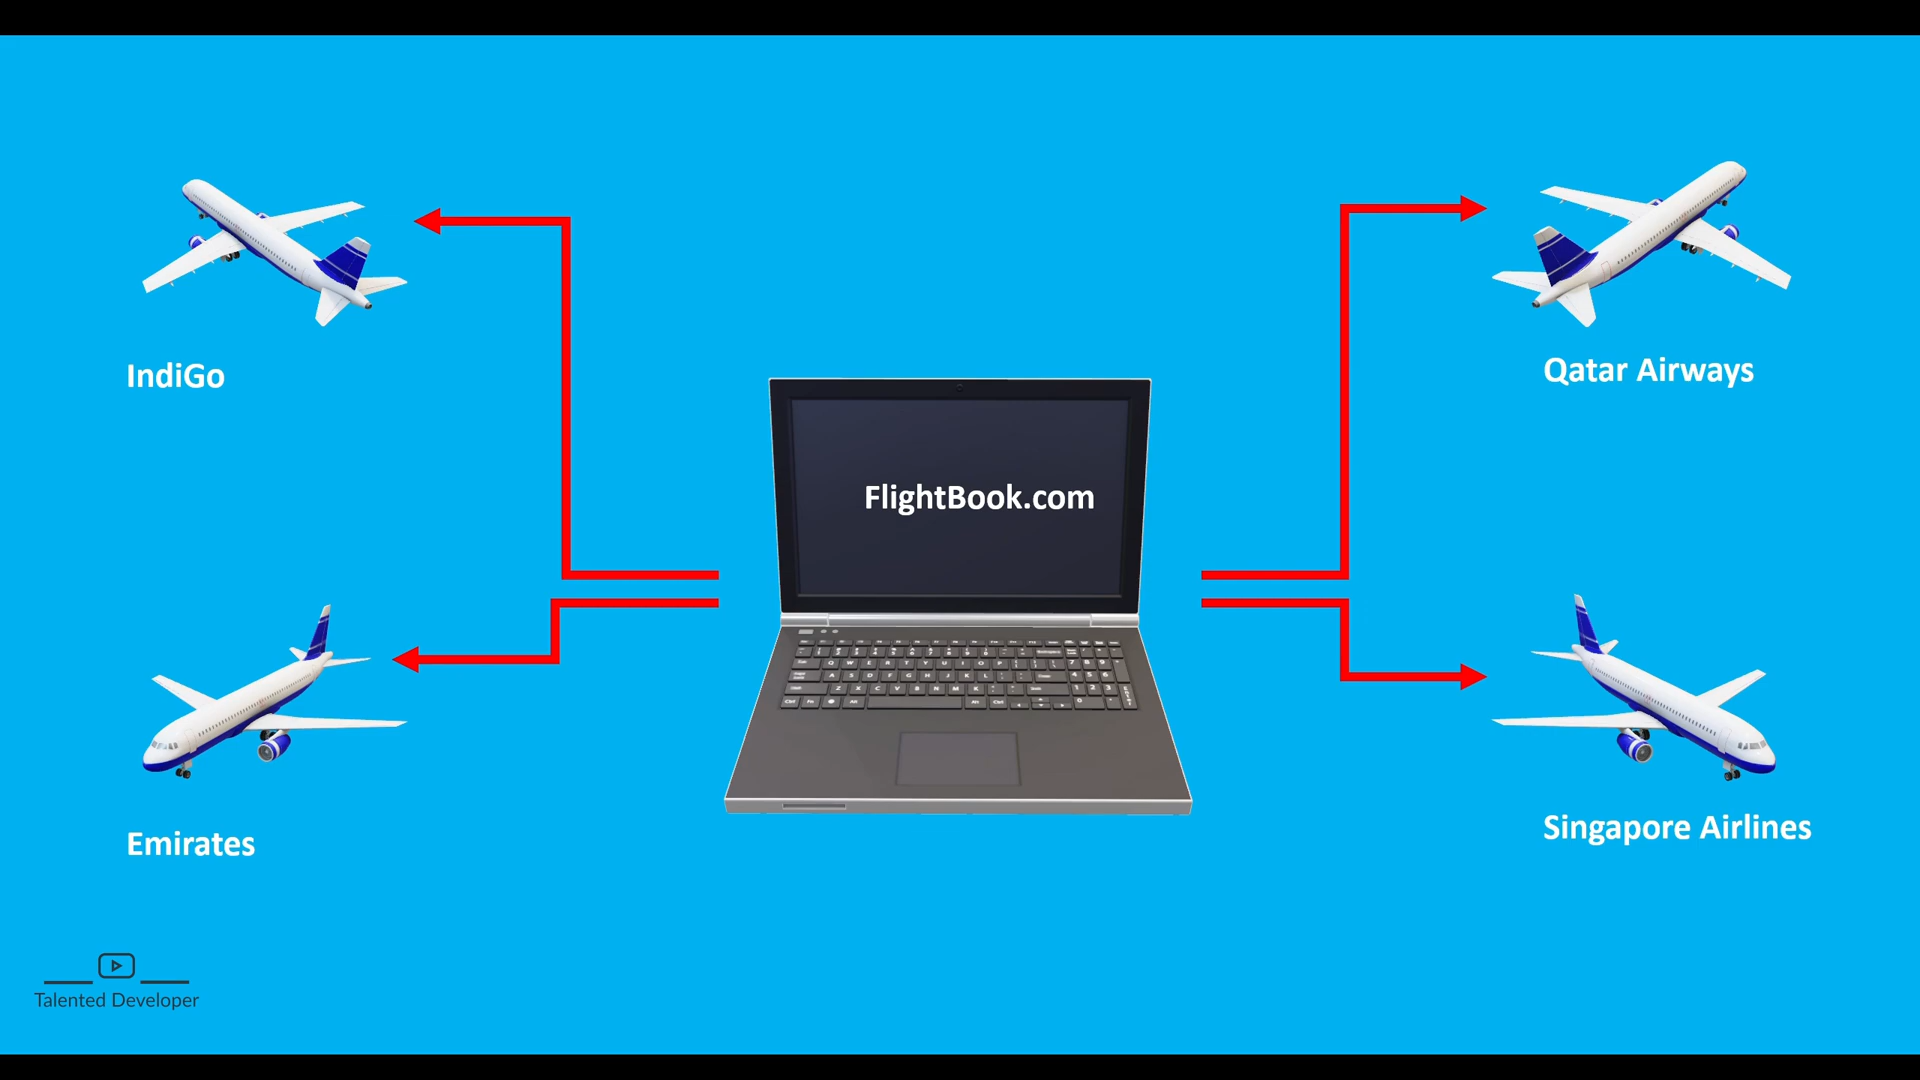 IndiGo
Qatar Airways
FlightBook.com
Emirates
Singapore Airlines
Talented Developer